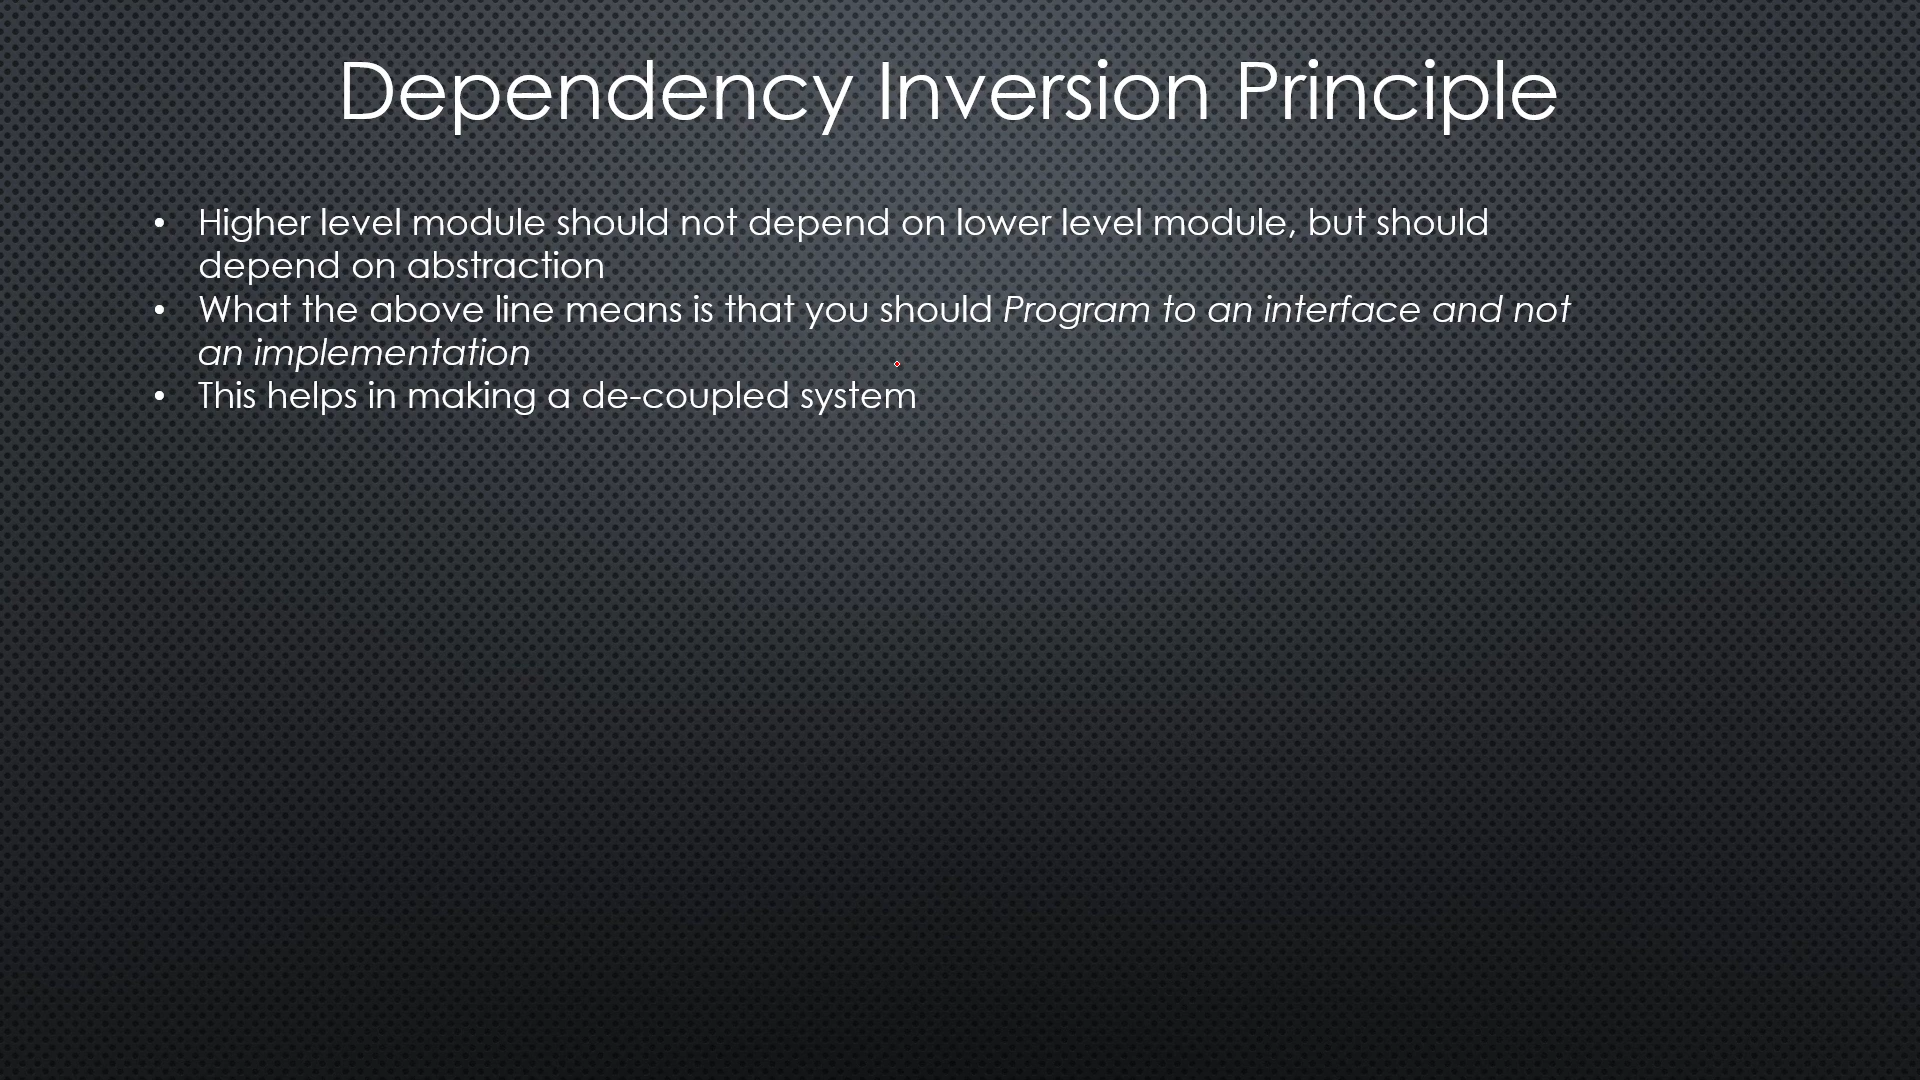 Dependency Inversion Principle
• Higher level module should not depend on lower level module, but should
depend on abstraction
• What the above line means is that you should Program to an interface and not
an implementation
• This helps in making a de-coupled system